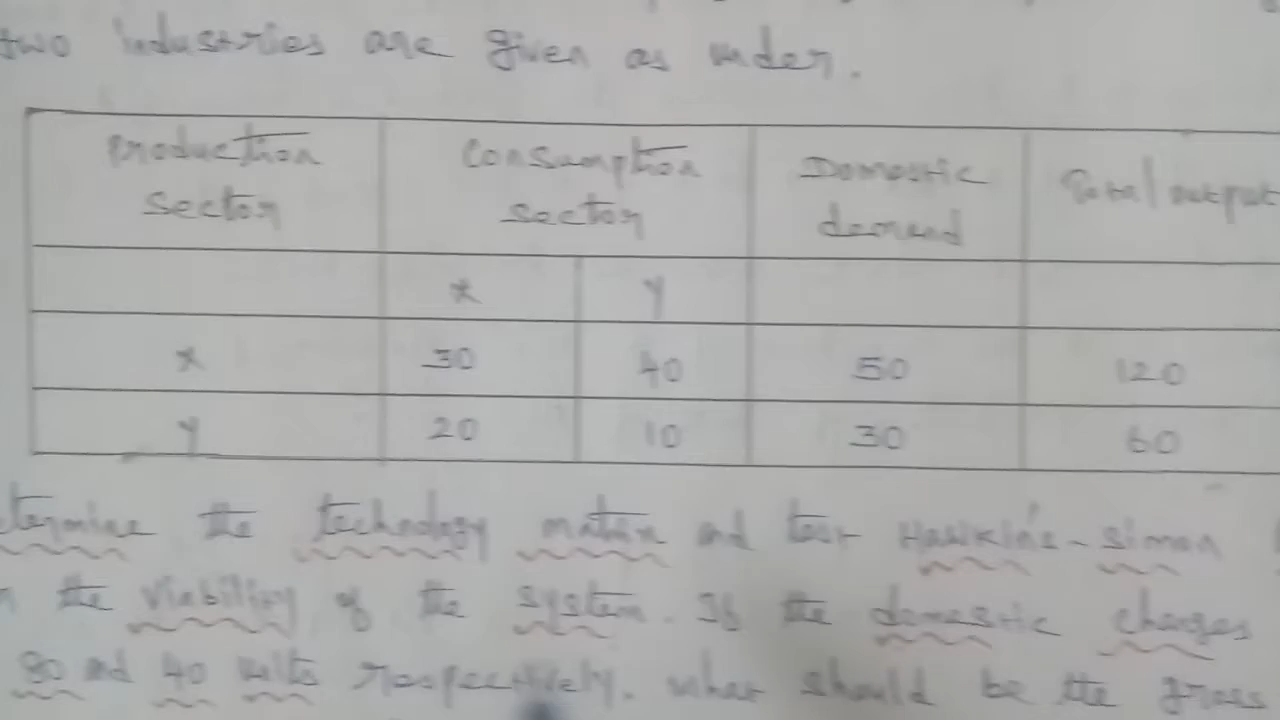 two industries are given as under.
Production sector Consumption sector Domestic demand Total output
x y
x 30 40 50 120
y 20 10 30 60
the technology matrix and test Hawkin's-Simon
the viability of the system. If the domestic changes
80 and 40 units respectively. what should be the gross